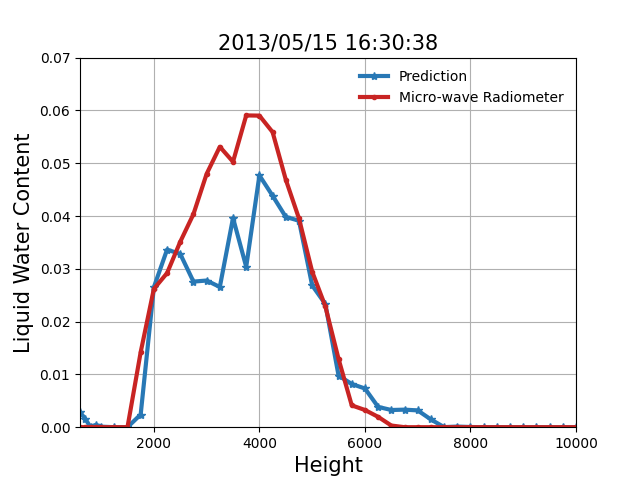 2013/05/15 16:30:38
0.07
0.06
0.05
0.04
0.03
0.02
0.01
0.00
Liquid Water Content
Prediction
Micro-wave Radiometer
2000 4000 6000 8000 10000
Height